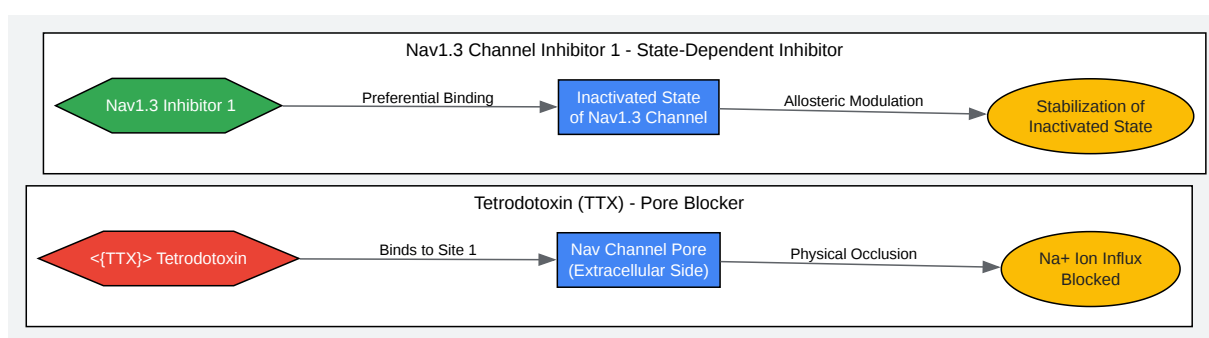 Nav1.3 Channel Inhibitor 1 - State-Dependent Inhibitor
Nav1.3 Inhibitor 1
Preferential Binding
Inactivated State
of Nav1.3 Channel
Allosteric Modulation
Stabilization of
Inactivated State
Tetrodotoxin (TTX) - Pore Blocker
<{TTX}> Tetrodotoxin
Binds to Site 1
Nav Channel Pore
(Extracellular Side)
Physical Occlusion
Na+ Ion Influx
Blocked